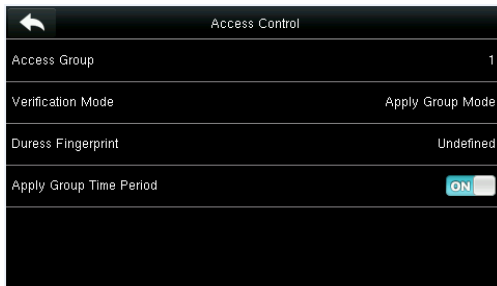 Access Control
Access Group 1
Verification Mode Apply Group Mode
Duress Fingerprint Undefined
Apply Group Time Period ON